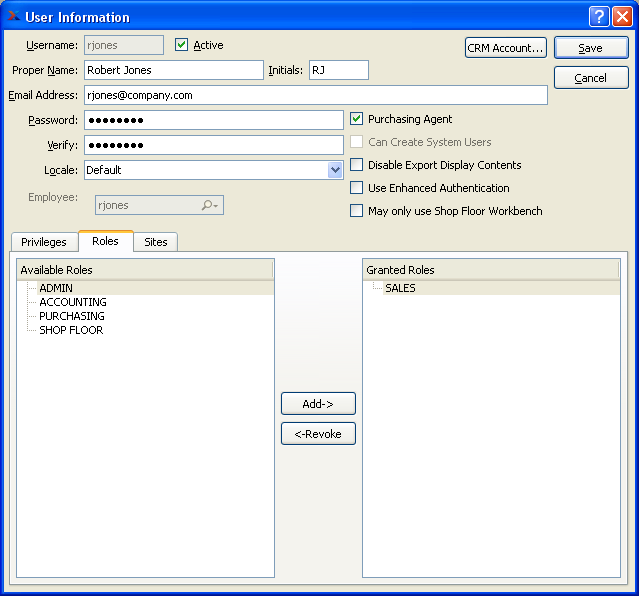 User Information
Username: rjones Active CRM Account... Save
Proper Name: Robert Jones Initials: RJ Cancel
Email Address: rjones@company.com
Password: ●●●●●●●● Purchasing Agent
Verify: ●●●●●●●● Can Create System Users
Locale: Default Disable Export Display Contents
Use Enhanced Authentication
Employee: rjones May only use Shop Floor Workbench
Privileges Roles Sites
Available Roles Granted Roles
ADMIN SALES
ACCOUNTING
PURCHASING
SHOP FLOOR
Add->
<-Revoke